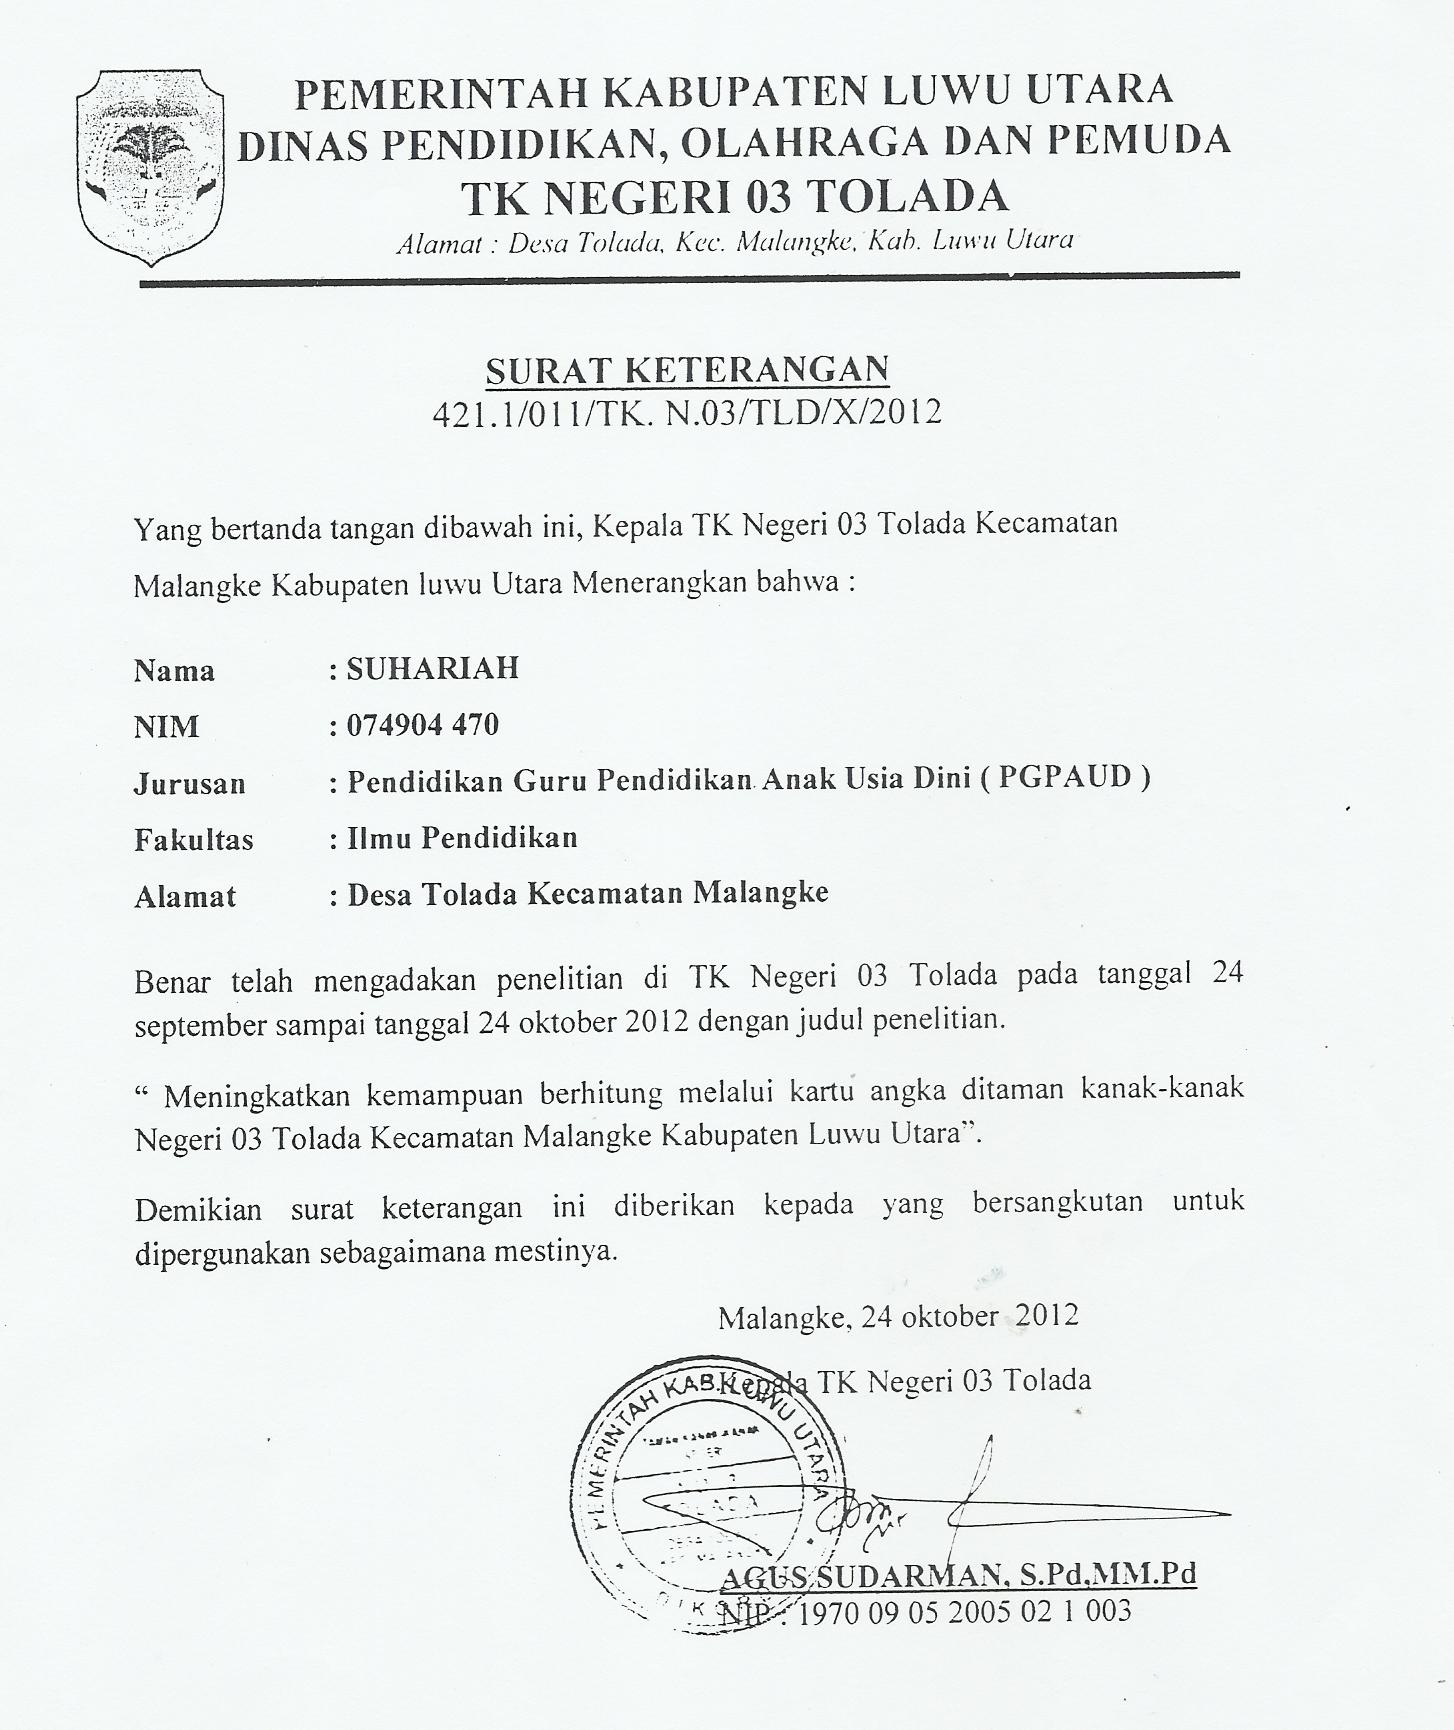 PEMERINTAH KABUPATEN LUWU UTARA
DINAS PENDIDIKAN, OLAHRAGA DAN PEMUDA
TK NEGERI 03 TOLADA
Alamat : Desa Tolada, Kec. Malangke, Kab. Luwu Utara
SURAT KETERANGAN
421.1/011/TK. N.03/TLD/X/2012
Yang bertanda tangan dibawah ini, Kepala TK Negeri 03 Tolada Kecamatan
Malangke Kabupaten luwu Utara Menerangkan bahwa :
Nama : SUHARIAH
NIM : 074904 470
Jurusan : Pendidikan Guru Pendidikan Anak Usia Dini ( PGPAUD )
Fakultas : Ilmu Pendidikan
Alamat : Desa Tolada Kecamatan Malangke
Benar telah mengadakan penelitian di TK Negeri 03 Tolada pada tanggal 24
september sampai tanggal 24 oktober 2012 dengan judul penelitian.
“ Meningkatkan kemampuan berhitung melalui kartu angka ditaman kanak-kanak
Negeri 03 Tolada Kecamatan Malangke Kabupaten Luwu Utara”.
Demikian surat keterangan ini diberikan kepada yang bersangkutan untuk
dipergunakan sebagaimana mestinya.
Malangke, 24 oktober 2012
Kepala TK Negeri 03 Tolada
PEMERINTAH KAB. LUWU UTARA
TOLADA
AGUS SUDARMAN, S.Pd,MM.Pd
NIP : 1970 09 05 2005 02 1 003